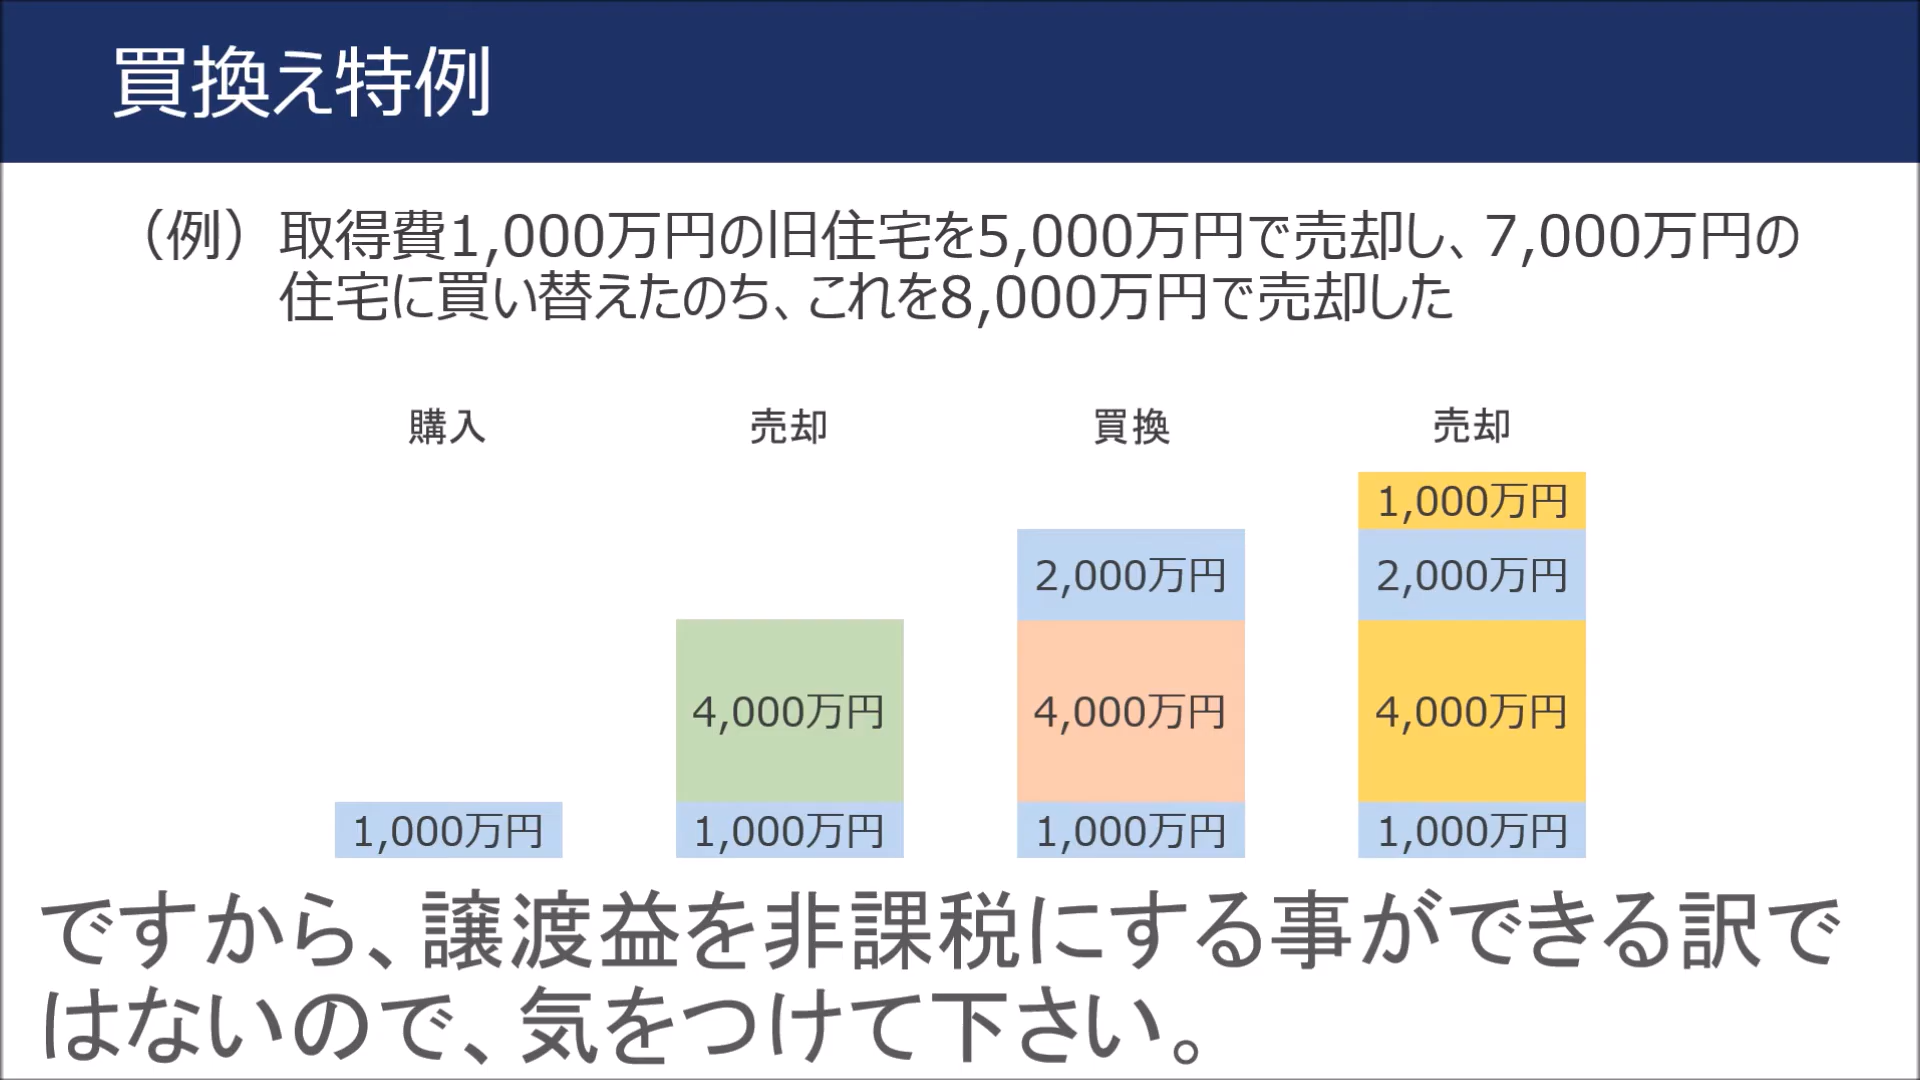 買換え特例
（例）取得費1,000万円の旧住宅を5,000万円で売却し、7,000万円の
住宅に買い替えたのち、これを8,000万円で売却した
購入 売却 買換 売却
1,000万円
2,000万円 2,000万円
4,000万円 4,000万円 4,000万円
1,000万円 1,000万円 1,000万円 1,000万円
ですから、譲渡益を非課税にする事ができる訳で
はないので、気をつけて下さい。